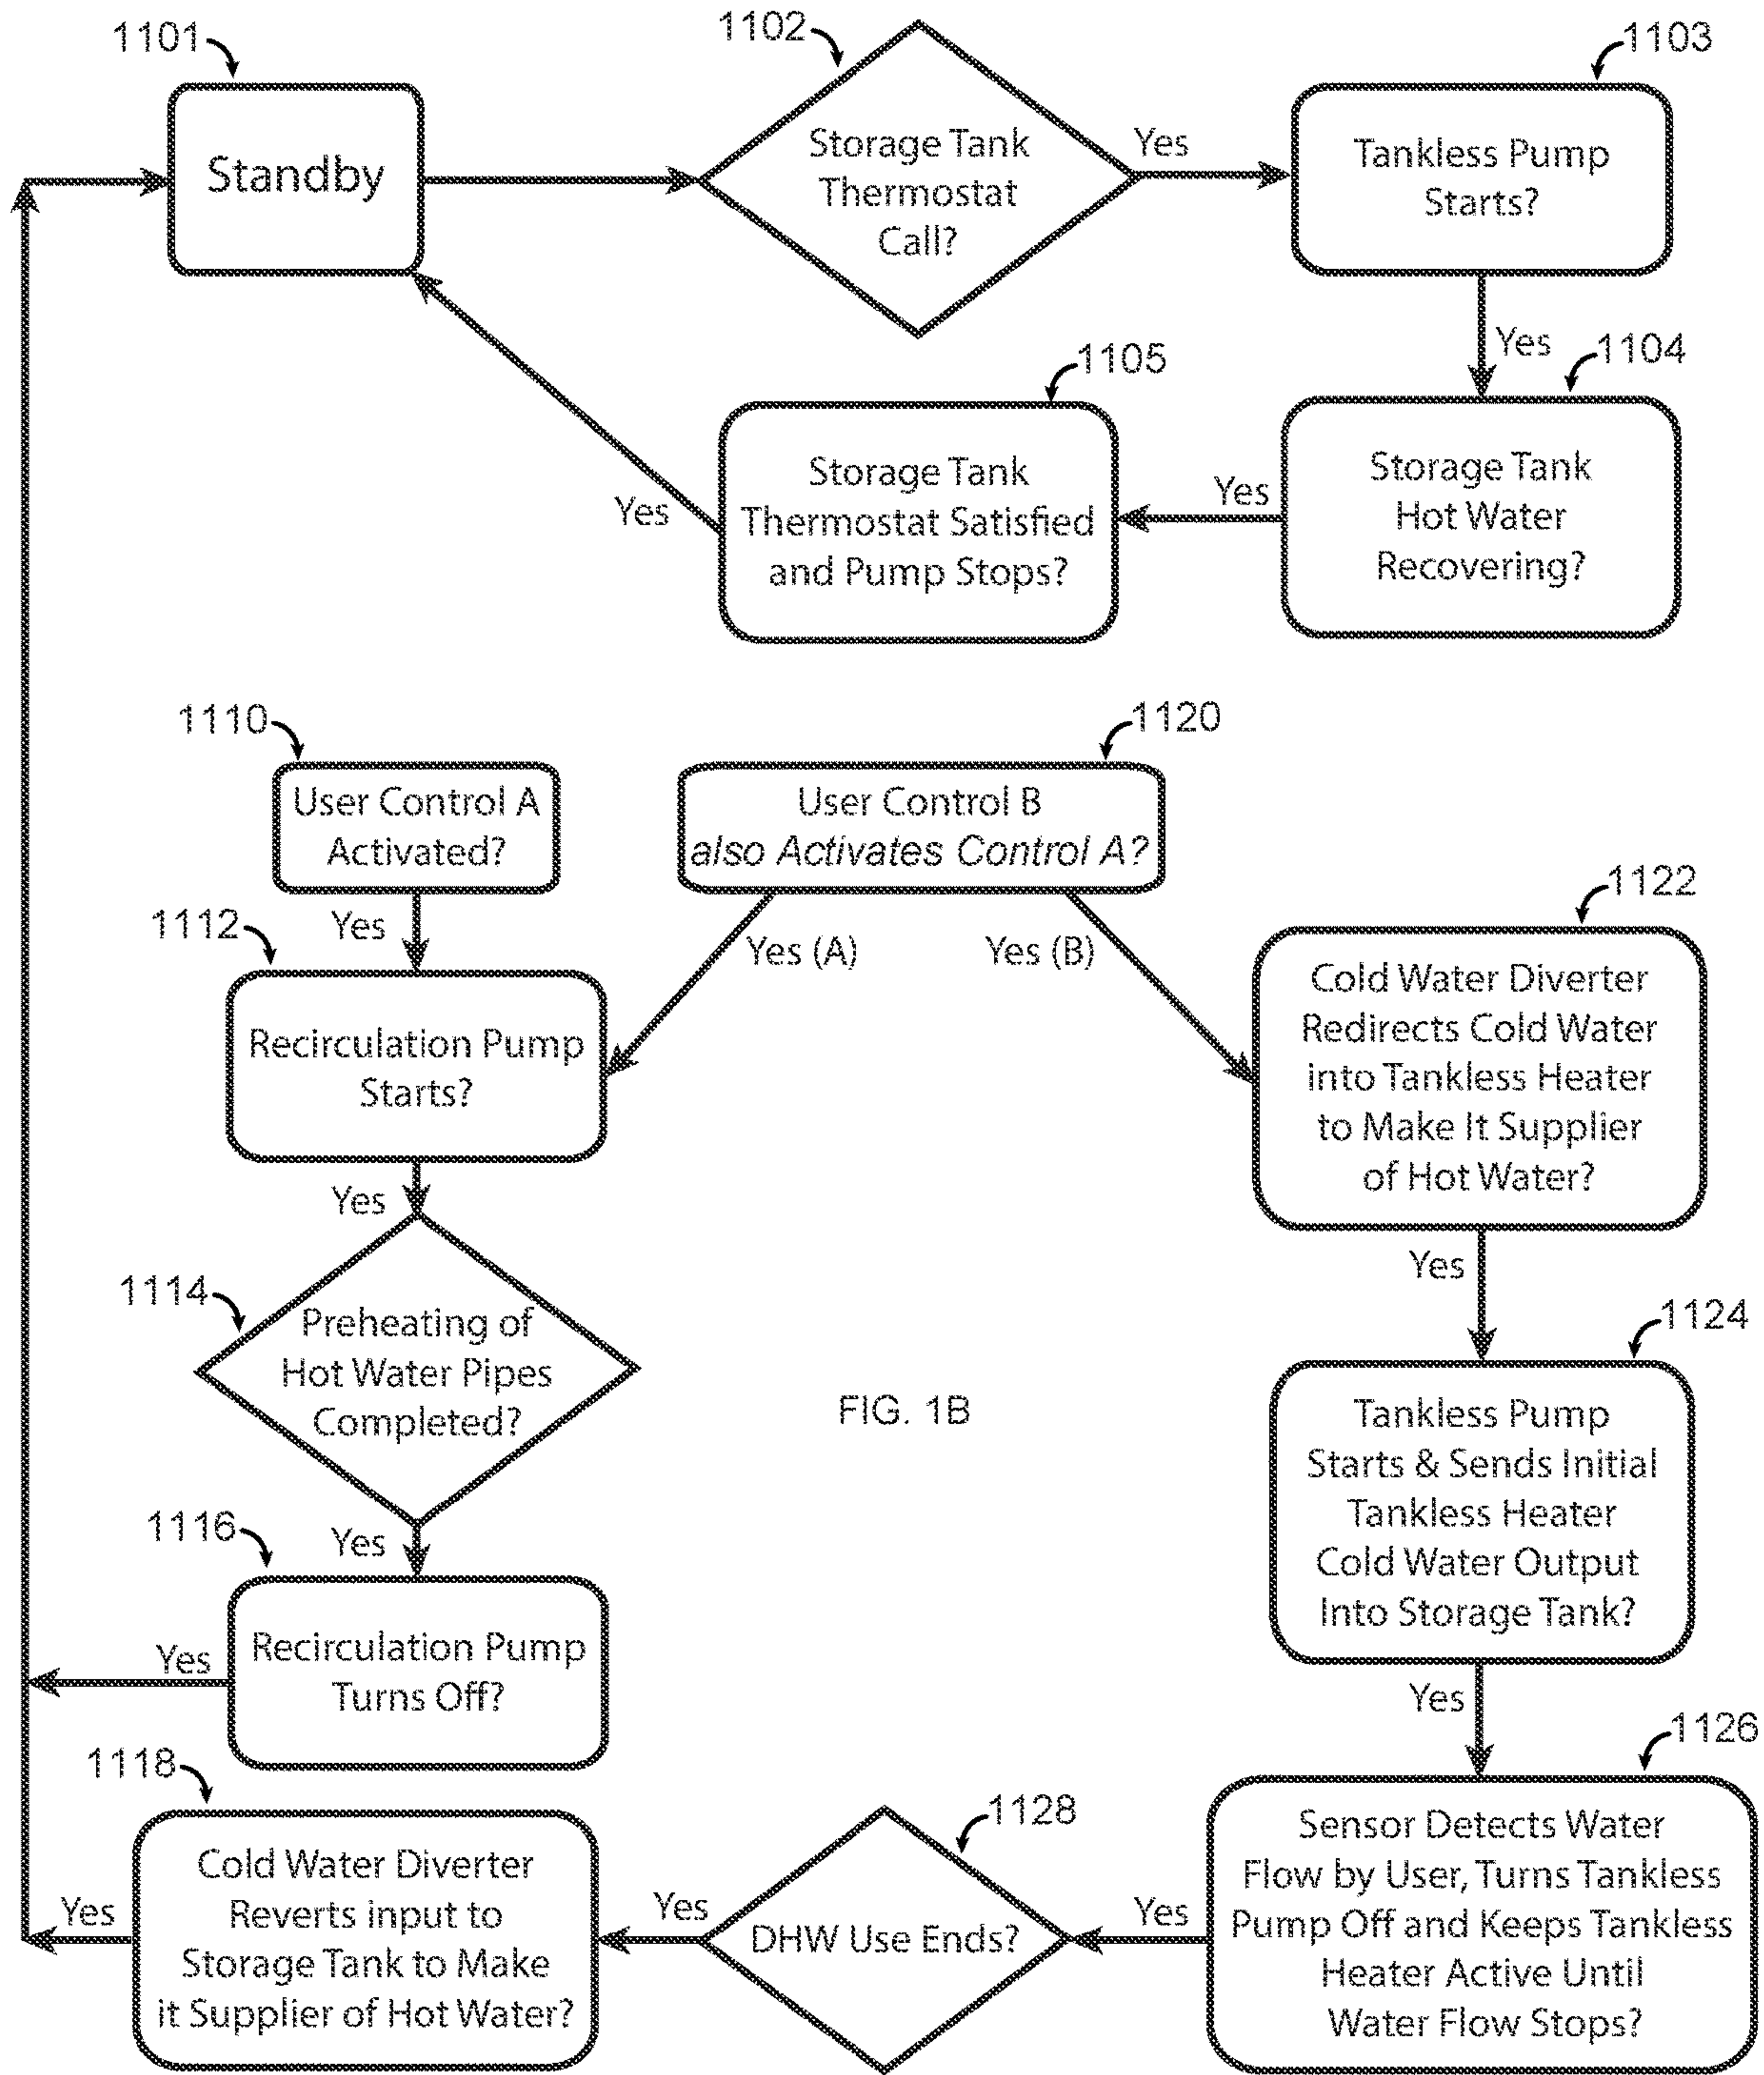 1101
1102
1103
Standby
Storage Tank
Thermostat
Call?
Yes
Tankless Pump
Starts?
Yes
1104
1105
Storage Tank
Hot Water
Recovering?
Yes
Storage Tank
Thermostat Satisfied
and Pump Stops?
Yes
1110
User Control A
Activated?
1120
User Control B
also Activates Control A?
Yes
Yes (A)
Yes (B)
1112
Recirculation Pump
Starts?
1122
Cold Water Diverter
Redirects Cold Water
into Tankless Heater
to Make It Supplier
of Hot Water?
Yes
Yes
1114
Preheating of
Hot Water Pipes
Completed?
FIG. 1B
1124
Tankless Pump
Starts & Sends Initial
Tankless Heater
Cold Water Output
Into Storage Tank?
Yes
1116
Recirculation Pump
Turns Off?
Yes
Yes
1126
Sensor Detects Water
Flow by User, Turns Tankless
Pump Off and Keeps Tankless
Heater Active Until
Water Flow Stops?
Yes
1128
DHW Use Ends?
Yes
1118
Cold Water Diverter
Reverts input to
Storage Tank to Make
it Supplier of Hot Water?
Yes